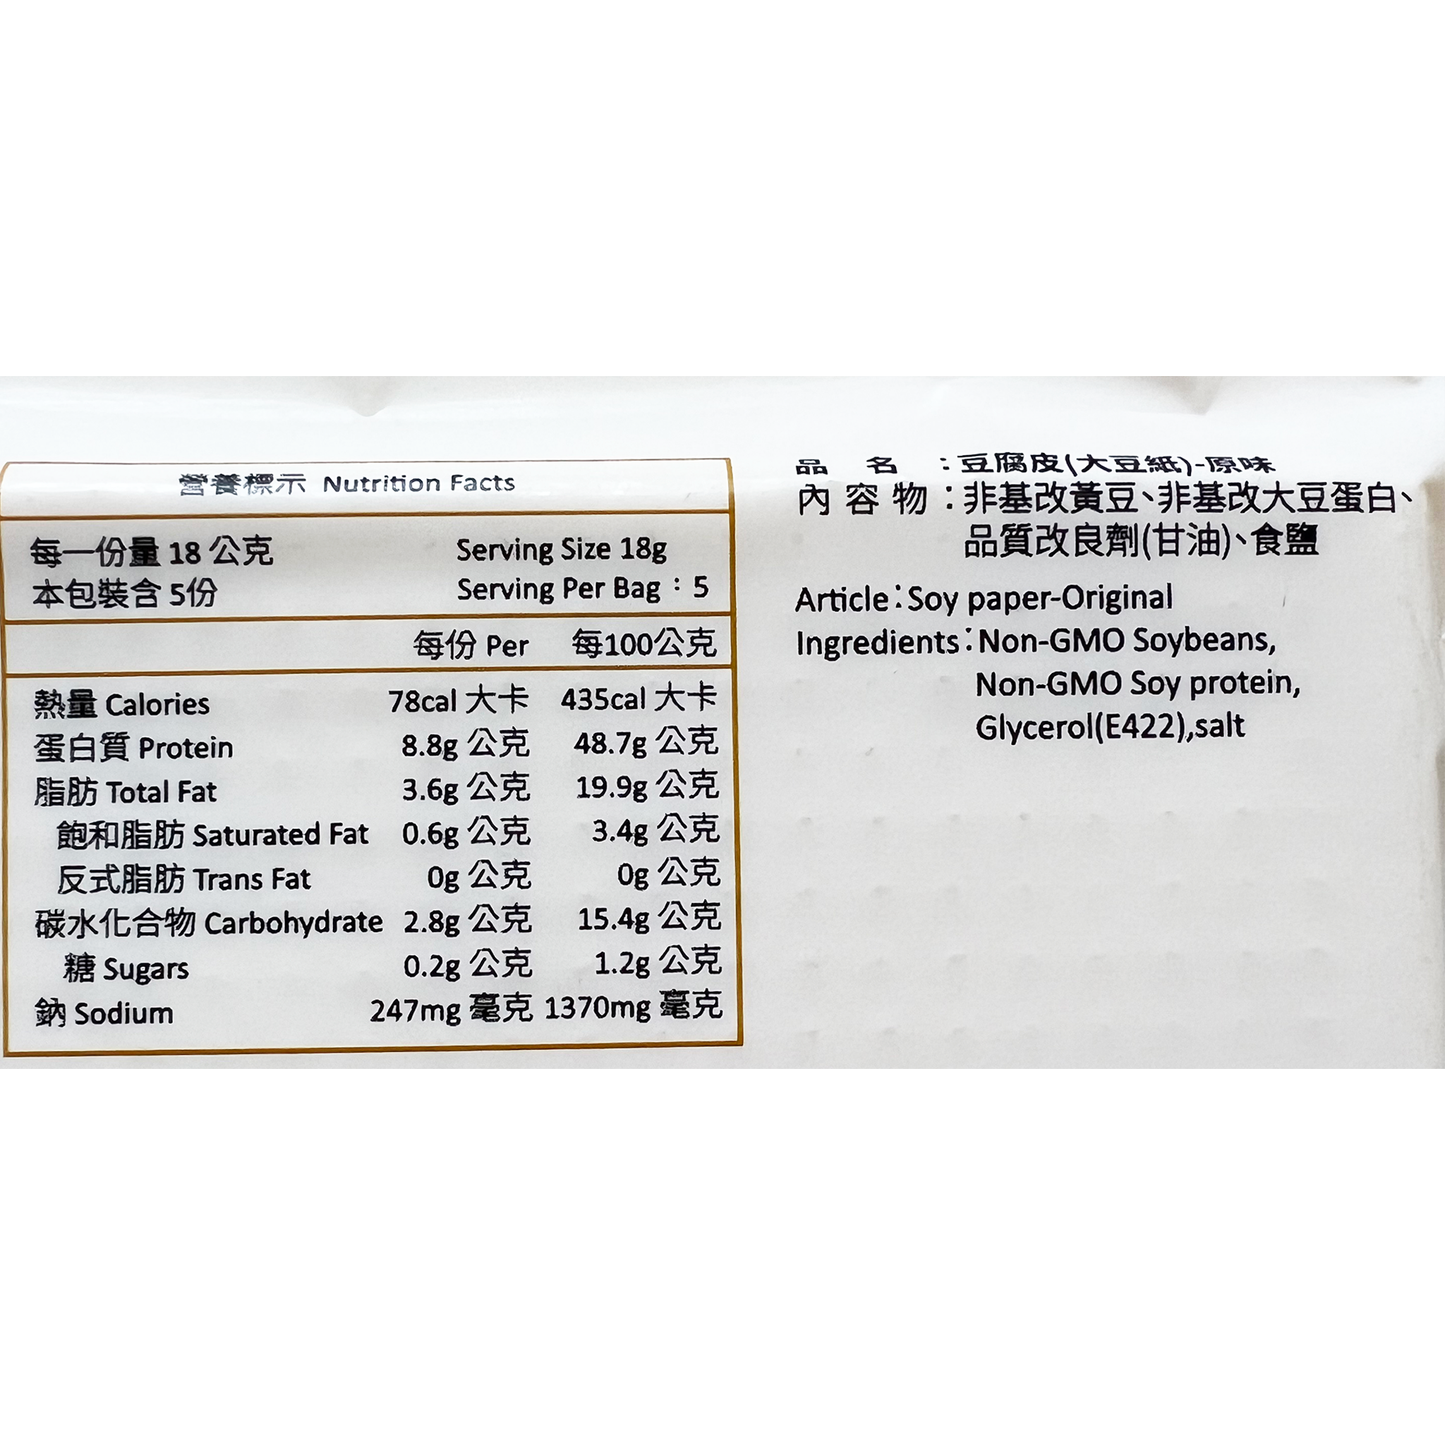 營養標示 Nutrition Facts
每一份量 18 公克 Serving Size 18g
本包裝含 5份 Serving Per Bag：5
每份 Per 每100公克
熱量 Calories 78cal 大卡 435cal 大卡
蛋白質 Protein 8.8g 公克 48.7g 公克
脂肪 Total Fat 3.6g 公克 19.9g 公克
飽和脂肪 Saturated Fat 0.6g 公克 3.4g 公克
反式脂肪 Trans Fat 0g 公克 0g 公克
碳水化合物 Carbohydrate 2.8g 公克 15.4g 公克
糖 Sugars 0.2g 公克 1.2g 公克
鈉 Sodium 247mg 毫克 1370mg 毫克
品名：豆腐皮(大豆紙)-原味
內容物：非基改黃豆、非基改大豆蛋白、
品質改良劑(甘油)、食鹽
Article：Soy paper-Original
Ingredients：Non-GMO Soybeans,
Non-GMO Soy protein,
Glycerol(E422),salt